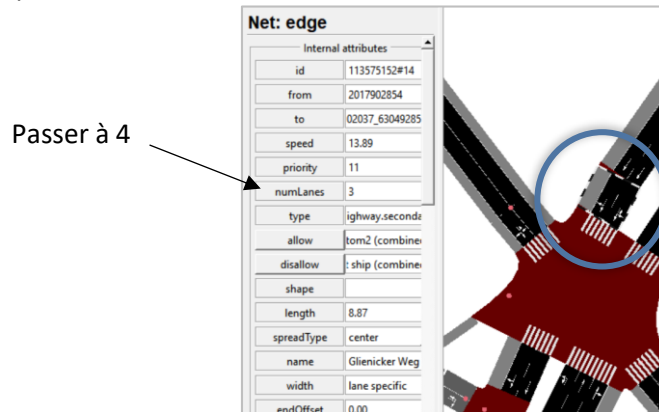 Net: edge
Internal attributes
id 113575152#14
from 2017902854
to 02037_63049285
speed 13.89
Passer à 4
priority 11
numLanes 3
type ighway.seconda
allow tom2 (combine
disallow : ship (combine
shape
length 8.87
spreadType center
name Glienicker Weg
width lane specific
endOffset 0.00